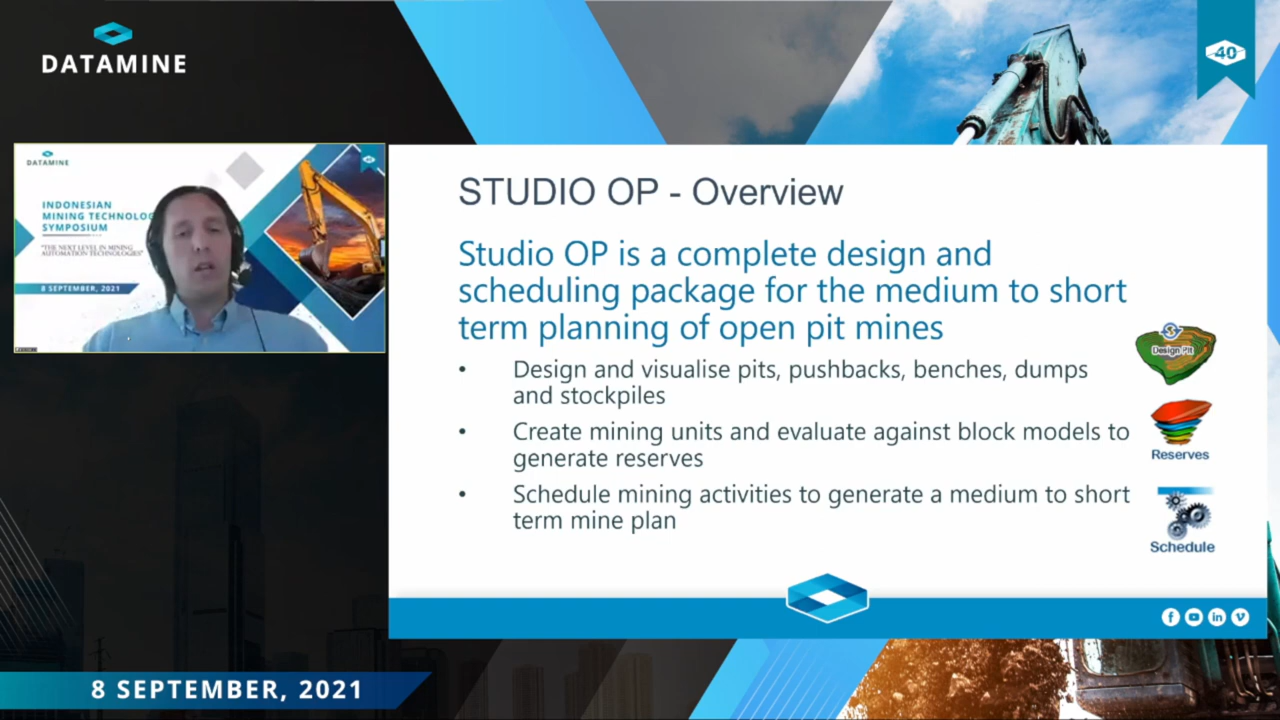 DATAMINE
40
DATAMINE
INDONESIAN
MINING TECHNOLOG
SYMPOSIUM
"THE NEXT LEVEL IN MINING
AUTOMATION TECHNOLOGIES"
8 SEPTEMBER, 2021
STUDIO OP - Overview
Studio OP is a complete design and
scheduling package for the medium to short
term planning of open pit mines
• Design and visualise pits, pushbacks, benches, dumps
and stockpiles
• Create mining units and evaluate against block models to
generate reserves
• Schedule mining activities to generate a medium to short
term mine plan
Design Pit
Reserves
Schedule
8 SEPTEMBER, 2021